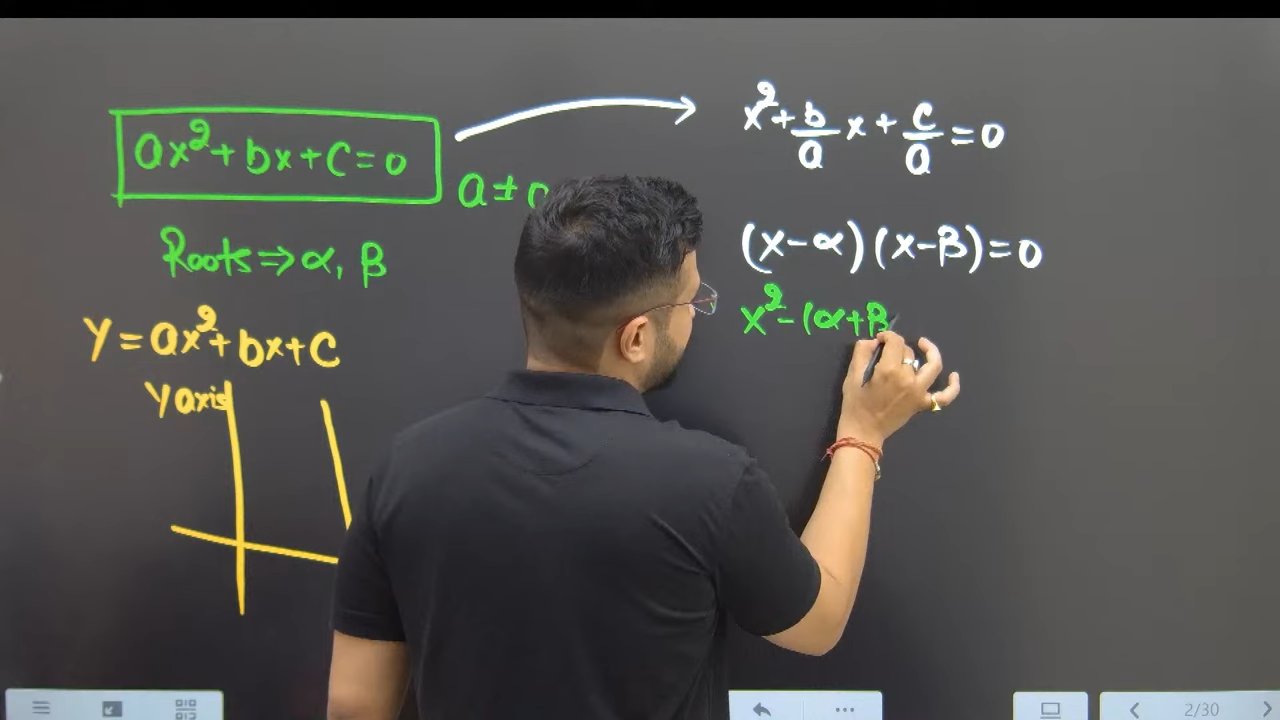 ax² + bx + c = 0
a ±
Roots ⇒ α, β
y = ax² + bx + c
Y axis
x² + b/a x + c/a = 0
(x - α) (x - β) = 0
x² - (α + β
2/30